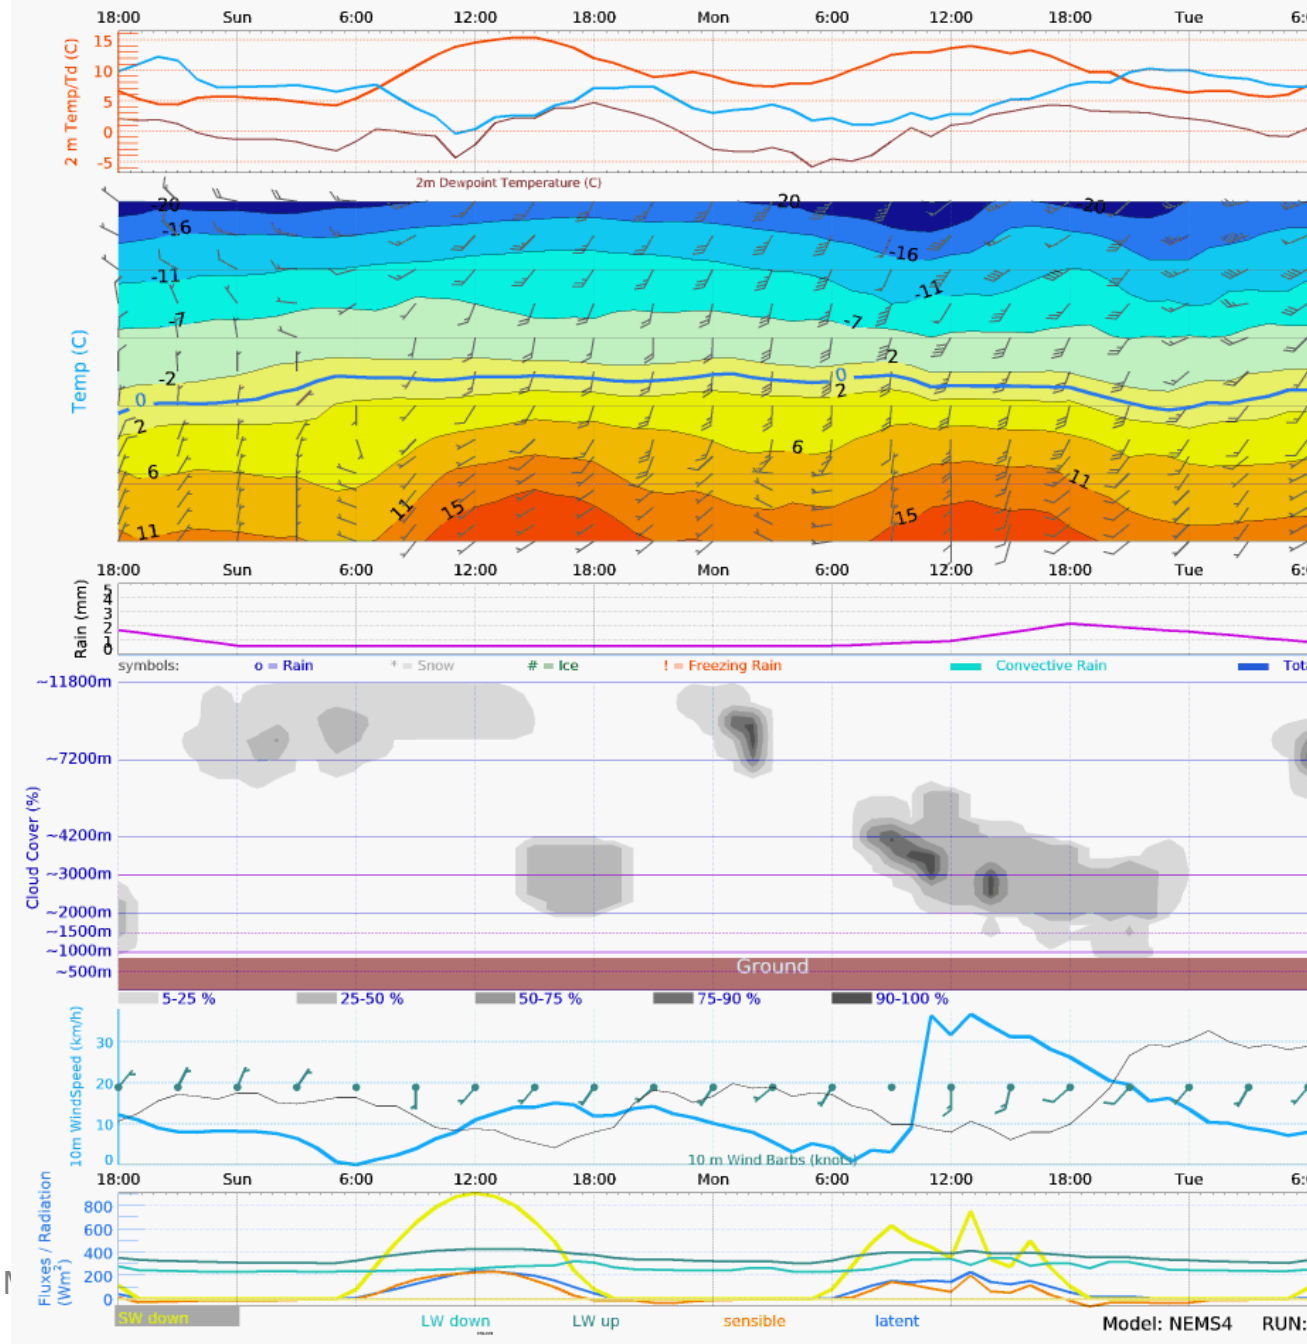 18:00 Sun 6:00 12:00 18:00 Mon 6:00 12:00 18:00 Tue 6:
2 m Temp/Td (C)
15
10
5
0
-5
2m Dewpoint Temperature (C)
Temp (C)
-20 20 -20
-16 -16
-11 -11
-7 -7
-2 2
0 0
2 2
6 6
11 11 11
15 15
18:00 Sun 6:00 12:00 18:00 Mon 6:00 12:00 18:00 Tue 6:
Rain (mm)
5
4
3
2
1
0
symbols: o = Rain * = Snow # = Ice ! = Freezing Rain Convective Rain Tot
Cloud Cover (%)
~11800m
~7200m
~4200m
~3000m
~2000m
~1500m
~1000m
~500m
Ground
5-25 % 25-50 % 50-75 % 75-90 % 90-100 %
10m WindSpeed (km/h)
30
20
10
0
10 m Wind Barbs (knots)
18:00 Sun 6:00 12:00 18:00 Mon 6:00 12:00 18:00 Tue 6:
Fluxes / Radiation
(Wm²)
800
600
400
200
0
SW down LW down LW up sensible latent Model: NEMS4 RUN: